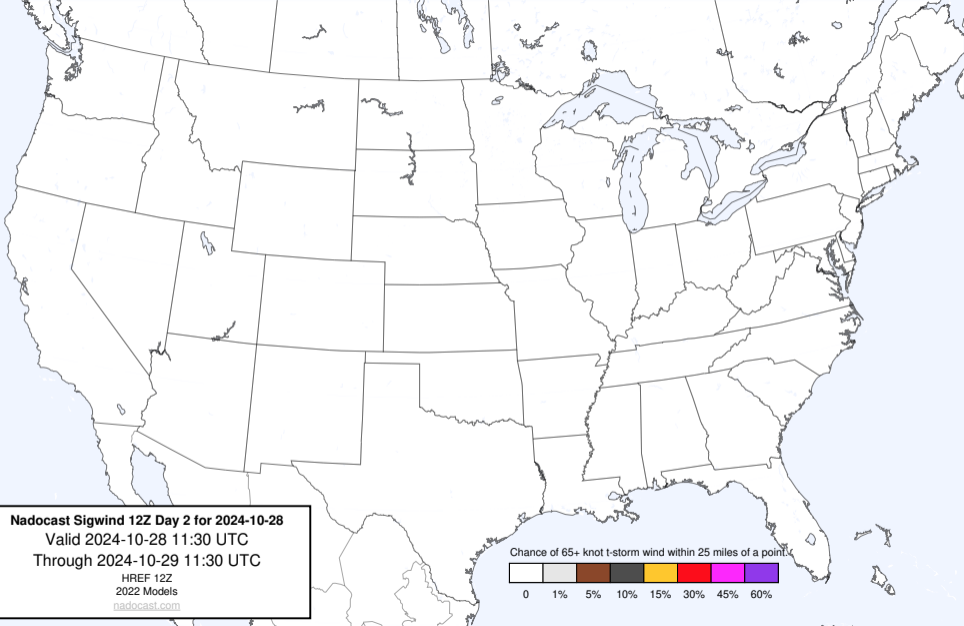 Nadocast Sigwind 12Z Day 2 for 2024-10-28
Valid 2024-10-28 11:30 UTC
Through 2024-10-29 11:30 UTC
HREF 12Z
2022 Models
nadocast.com
Chance of 65+ knot t-storm wind within 25 miles of a point.
0 1% 5% 10% 15% 30% 45% 60%